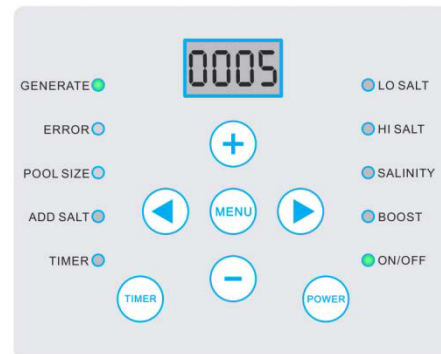 0005
GENERATE
LO SALT
ERROR
HI SALT
+
POOL SIZE
SALINITY
ADD SALT
MENU
BOOST
TIMER
ON/OFF
−
TIMER
POWER